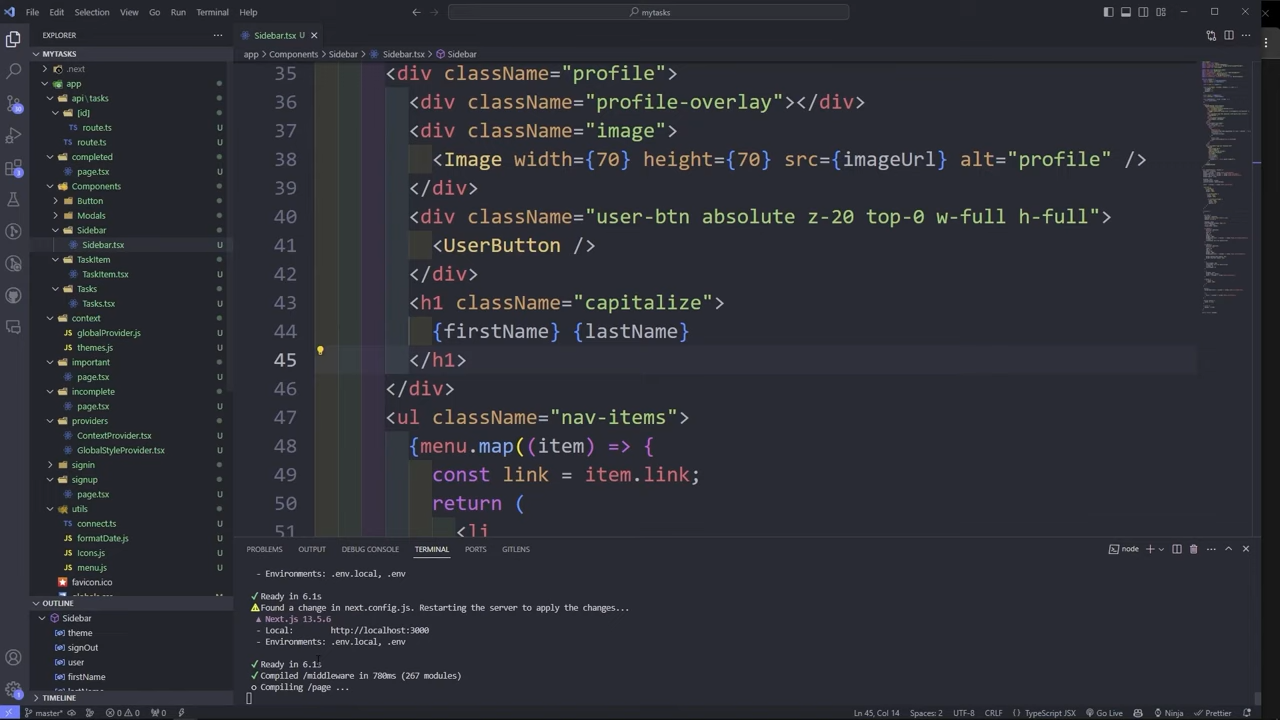 File Edit Selection View Go Run Terminal Help
mytasks
EXPLORER
MYTASKS
.next
app
api\tasks
[id]
route.ts U
route.ts U
completed
page.tsx U
Components
Button
Modals
Sidebar
Sidebar.tsx U
TaskItem
TaskItem.tsx U
Tasks
Tasks.tsx U
context
globalProvider.js U
themes.js U
important
page.tsx U
incomplete
page.tsx U
providers
ContextProvider.tsx U
GlobalStyleProvider.tsx U
signin
signup
page.tsx U
utils
connect.ts U
formatDate.js U
Icons.js U
menu.js U
favicon.ico
OUTLINE
Sidebar
theme
signOut
user
firstName
TIMELINE
Sidebar.tsx U
app > Components > Sidebar > Sidebar.tsx > Sidebar
35 <div className="profile">
36 <div className="profile-overlay"></div>
37 <div className="image">
38 <Image width={70} height={70} src={imageUrl} alt="profile" />
39 </div>
40 <div className="user-btn absolute z-20 top-0 w-full h-full">
41 <UserButton />
42 </div>
43 <h1 className="capitalize">
44 {firstName} {lastName}
45 </h1>
46 </div>
47 <ul className="nav-items">
48 {menu.map((item) => {
49 const link = item.link;
50 return (
51 <li
PROBLEMS OUTPUT DEBUG CONSOLE TERMINAL PORTS GITLENS
node
- Environments: .env.local, .env
✓ Ready in 6.1s
⚠ Found a change in next.config.js. Restarting the server to apply the changes...
▲ Next.js 13.5.6
- Local: http://localhost:3000
- Environments: .env.local, .env
✓ Ready in 6.1s
✓ Compiled /middleware in 780ms (267 modules)
○ Compiling /page ...
master* 0 0 0 Ln 45, Col 14 Spaces: 2 UTF-8 CRLF TypeScript JSX Go Live Ninja Prettier